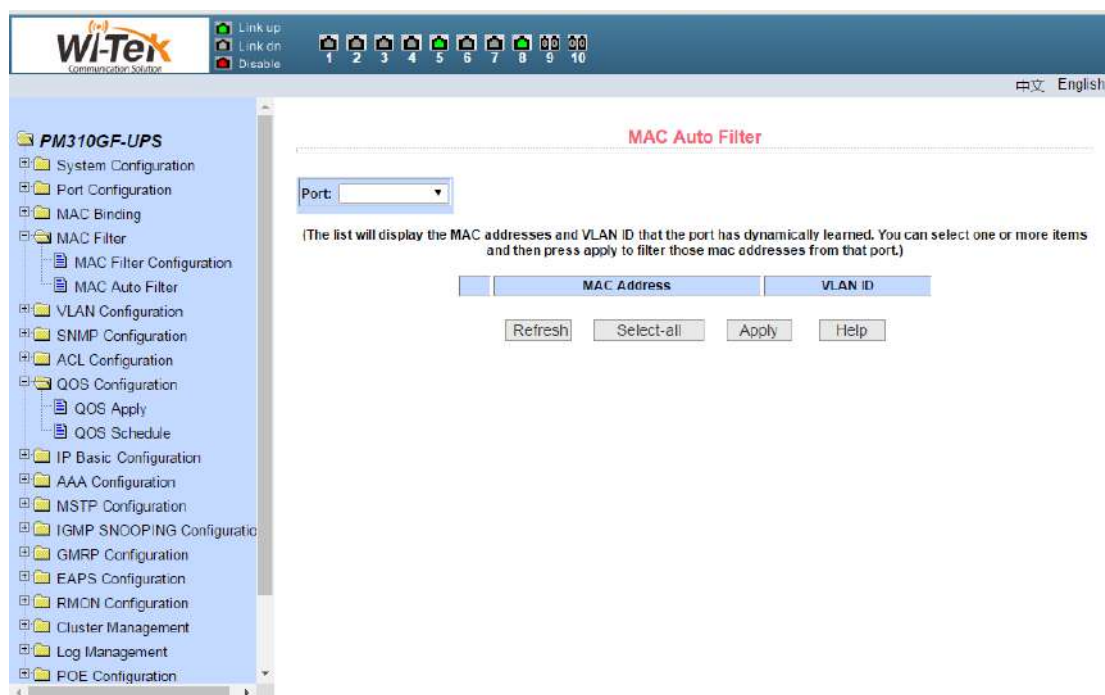 Wi-Tek
Communication Solution
Link up
Link dn
Disable
1 2 3 4 5 6 7 8 9 10
中文 English
PM310GF-UPS
System Configuration
Port Configuration
MAC Binding
MAC Filter
MAC Filter Configuration
MAC Auto Filter
VLAN Configuration
SNMP Configuration
ACL Configuration
QOS Configuration
QOS Apply
QOS Schedule
IP Basic Configuration
AAA Configuration
MSTP Configuration
IGMP SNOOPING Configuratio
GMRP Configuration
EAPS Configuration
RMON Configuration
Cluster Management
Log Management
POE Configuration
MAC Auto Filter
Port:
(The list will display the MAC addresses and VLAN ID that the port has dynamically learned. You can select one or more items
and then press apply to filter those mac addresses from that port.)
MAC Address VLAN ID
Refresh Select-all Apply Help